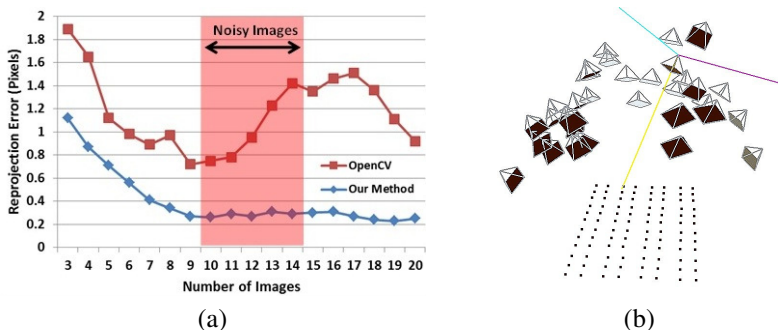 Reprojection Error (Pixels)
2
1.8
1.6
1.4
1.2
1
0.8
0.6
0.4
0.2
0
Noisy Images
OpenCV
Our Method
3 4 5 6 7 8 9 10 11 12 13 14 15 16 17 18 19 20
Number of Images
(a)
(b)